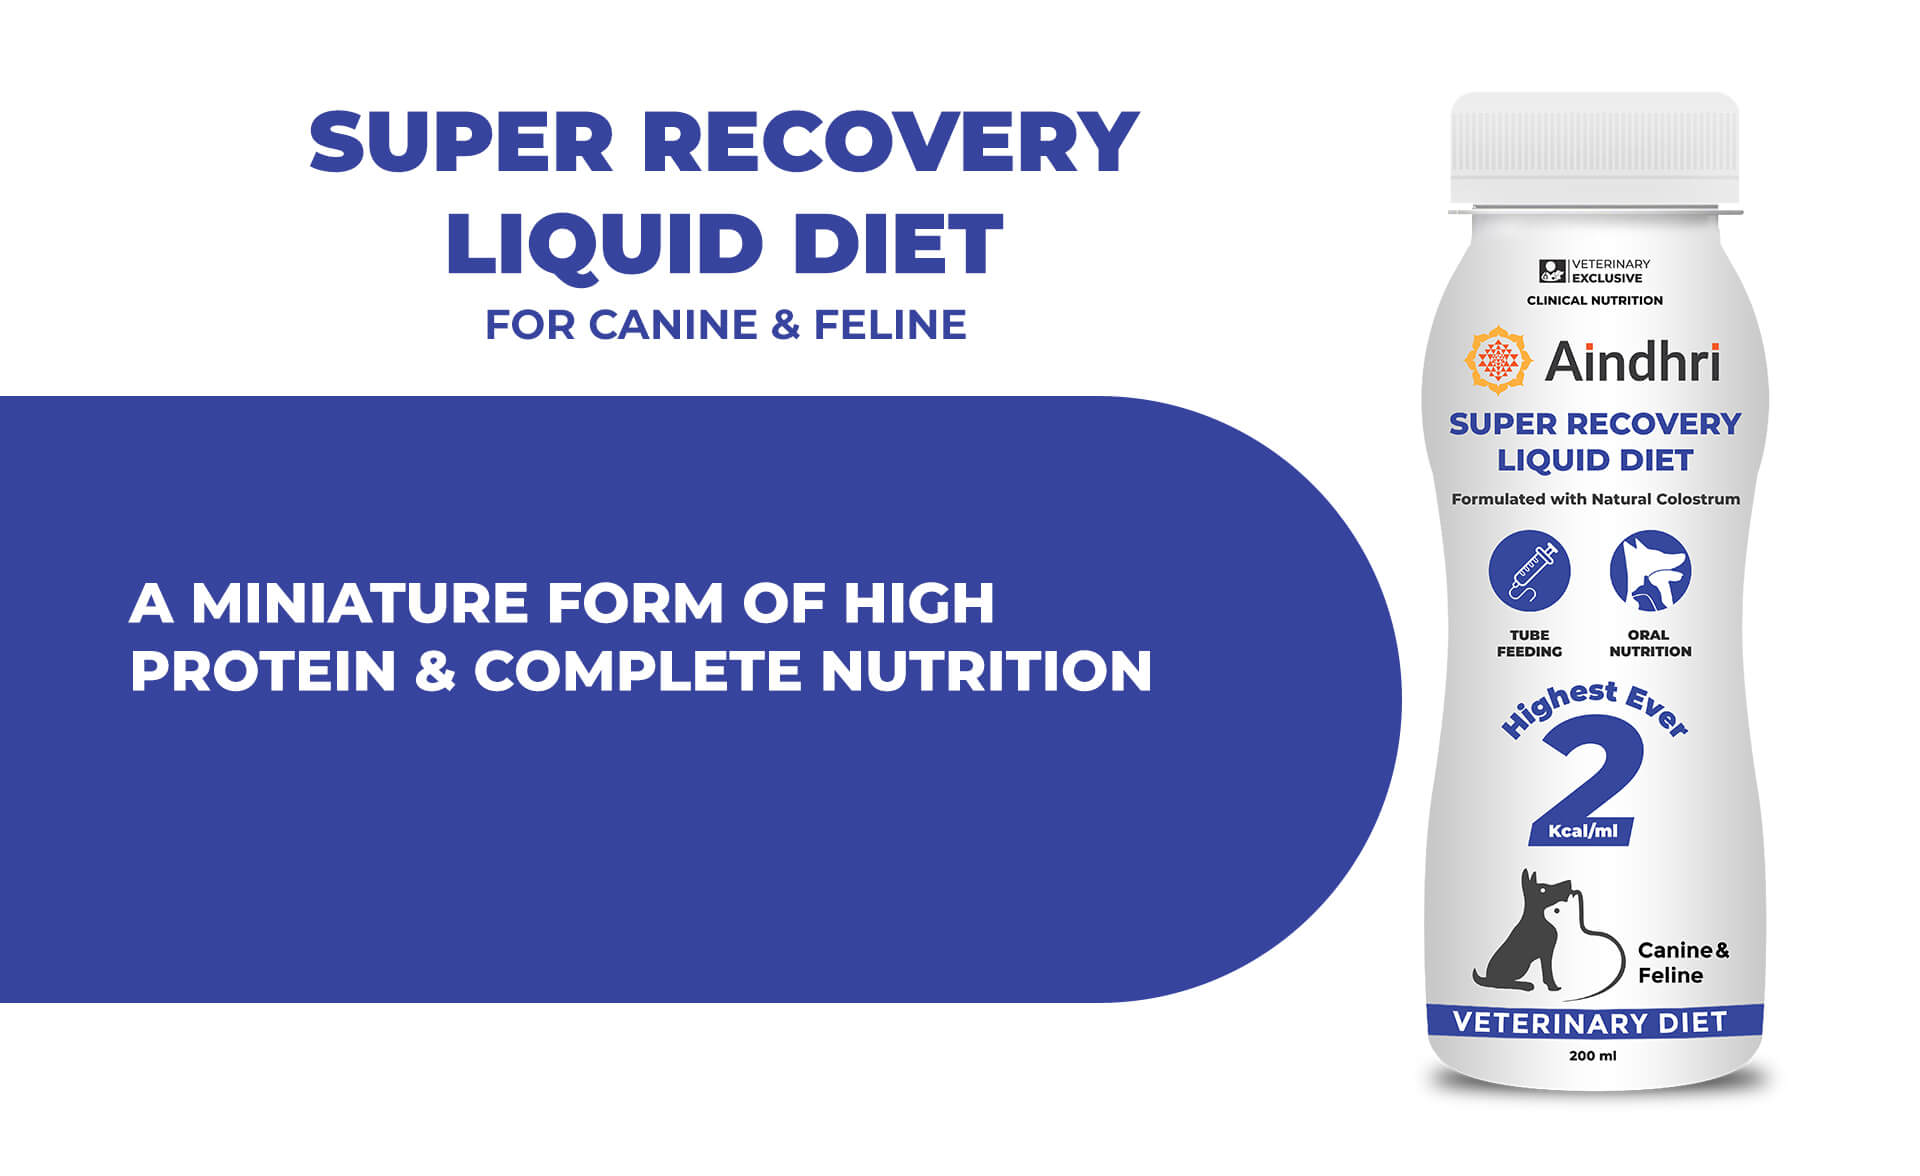 SUPER RECOVERY
LIQUID DIET
FOR CANINE & FELINE
A MINIATURE FORM OF HIGH
PROTEIN & COMPLETE NUTRITION
VETERINARY
EXCLUSIVE
CLINICAL NUTRITION
Aindhri
SUPER RECOVERY
LIQUID DIET
Formulated with Natural Colostrum
TUBE
FEEDING
ORAL
NUTRITION
Highest Ever
2
Kcal/ml
Canine &
Feline
VETERINARY DIET
200 ml